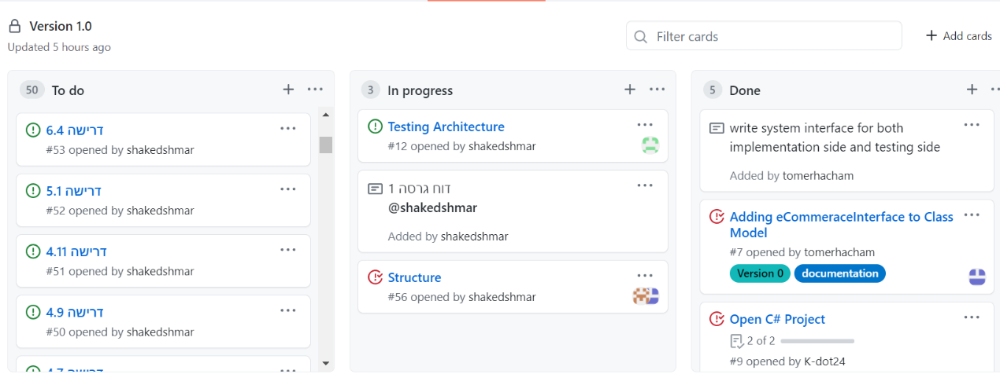 Version 1.0
Updated 5 hours ago
Filter cards
Add cards
50 To do
דרישה 6.4
#53 opened by shakedshmar
דרישה 5.1
#52 opened by shakedshmar
דרישה 4.11
#51 opened by shakedshmar
דרישה 4.9
#50 opened by shakedshmar
3 In progress
Testing Architecture
#12 opened by shakedshmar
דוח גרסה 1
@shakedshmar
Added by shakedshmar
Structure
#56 opened by shakedshmar
5 Done
write system interface for both
implementation side and testing side
Added by tomerhacham
Adding eCommeraceInterface to Class
Model
#7 opened by tomerhacham
Version 0 documentation
Open C# Project
2 of 2
#9 opened by K-dot24